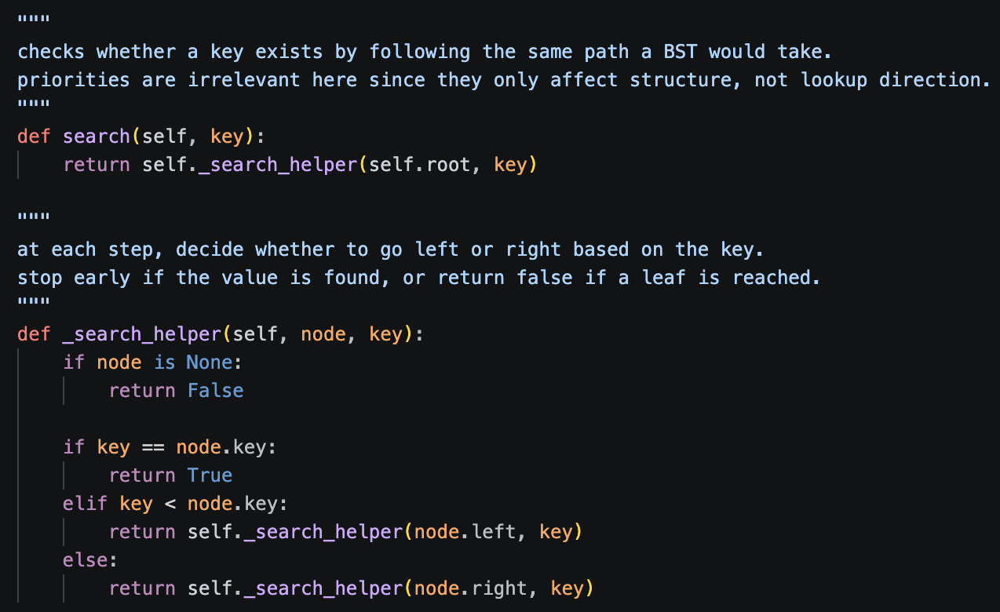 """
checks whether a key exists by following the same path a BST would take.
priorities are irrelevant here since they only affect structure, not lookup direction.
"""
def search(self, key):
    return self._search_helper(self.root, key)

"""
at each step, decide whether to go left or right based on the key.
stop early if the value is found, or return false if a leaf is reached.
"""
def _search_helper(self, node, key):
    if node is None:
        return False

    if key == node.key:
        return True
    elif key < node.key:
        return self._search_helper(node.left, key)
    else:
        return self._search_helper(node.right, key)